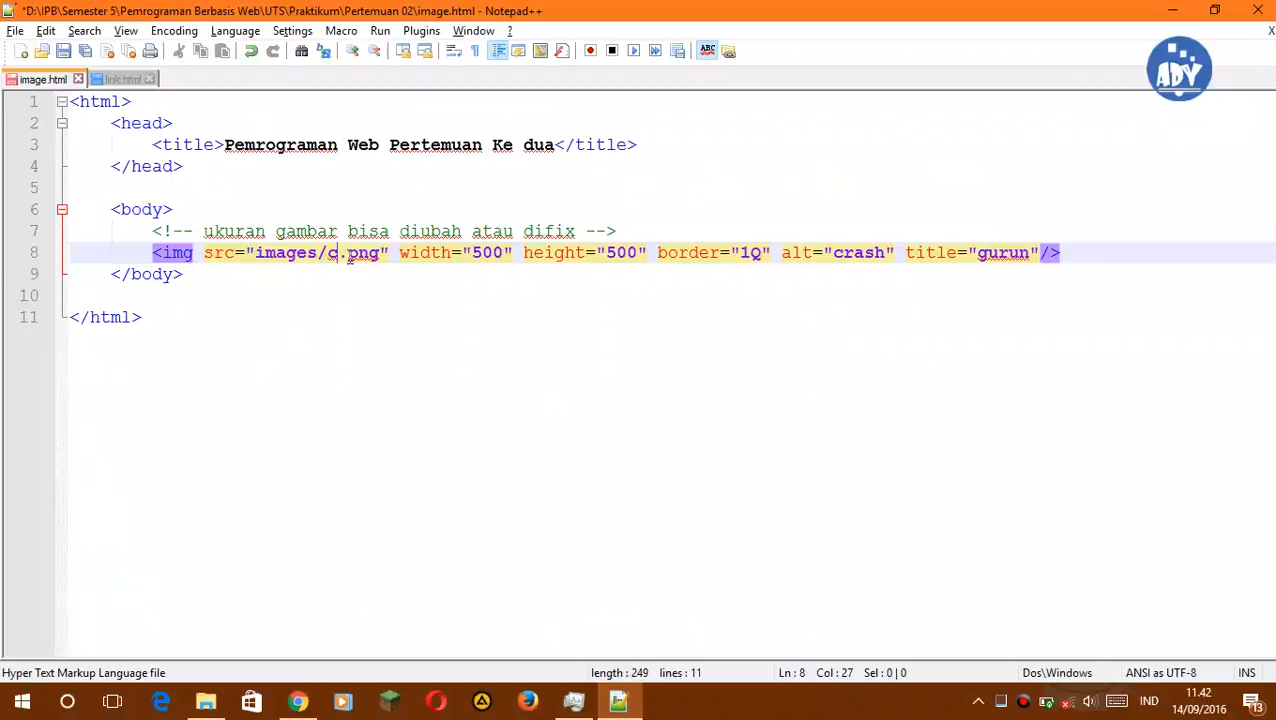 *D:\IPB\Semester 5\Pemrograman Berbasis Web\UTS\Praktikum\Pertemuan 02\image.html - Notepad++
File Edit Search View Encoding Language Settings Macro Run Plugins Window ? X
ABC
image.html link.html
ADY
1 <html>
2 <head>
3 <title>Pemrograman Web Pertemuan Ke dua</title>
4 </head>
5
6 <body>
7 <!-- ukuran gambar bisa diubah atau difix -->
8 <img src="images/c.png" width="500" height="500" border="1Q" alt="crash" title="gurun"/>
9 </body>
10
11 </html>
Hyper Text Markup Language file length : 249 lines : 11 Ln : 8 Col : 27 Sel : 0 | 0 Dos\Windows ANSI as UTF-8 INS
IND 11.42
14/09/2016 13